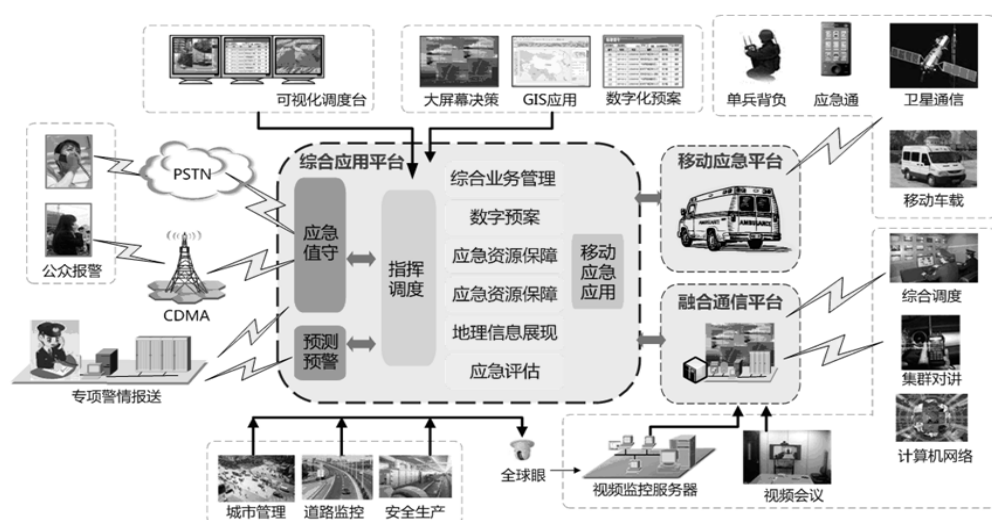 可视化调度台
大屏幕决策
GIS应用
数字化预案
单兵背负
应急通
卫星通信
移动车载
公众报警
PSTN
CDMA
专项警情报送
综合应用平台
应急
值守
预测
预警
指挥
调度
综合业务管理
数字预案
应急资源保障
应急资源保障
地理信息展现
应急评估
移动
应急
应用
移动应急平台
AMBULANCE
融合通信平台
综合调度
集群对讲
计算机网络
城市管理
道路监控
安全生产
全球眼
视频监控服务器
视频会议